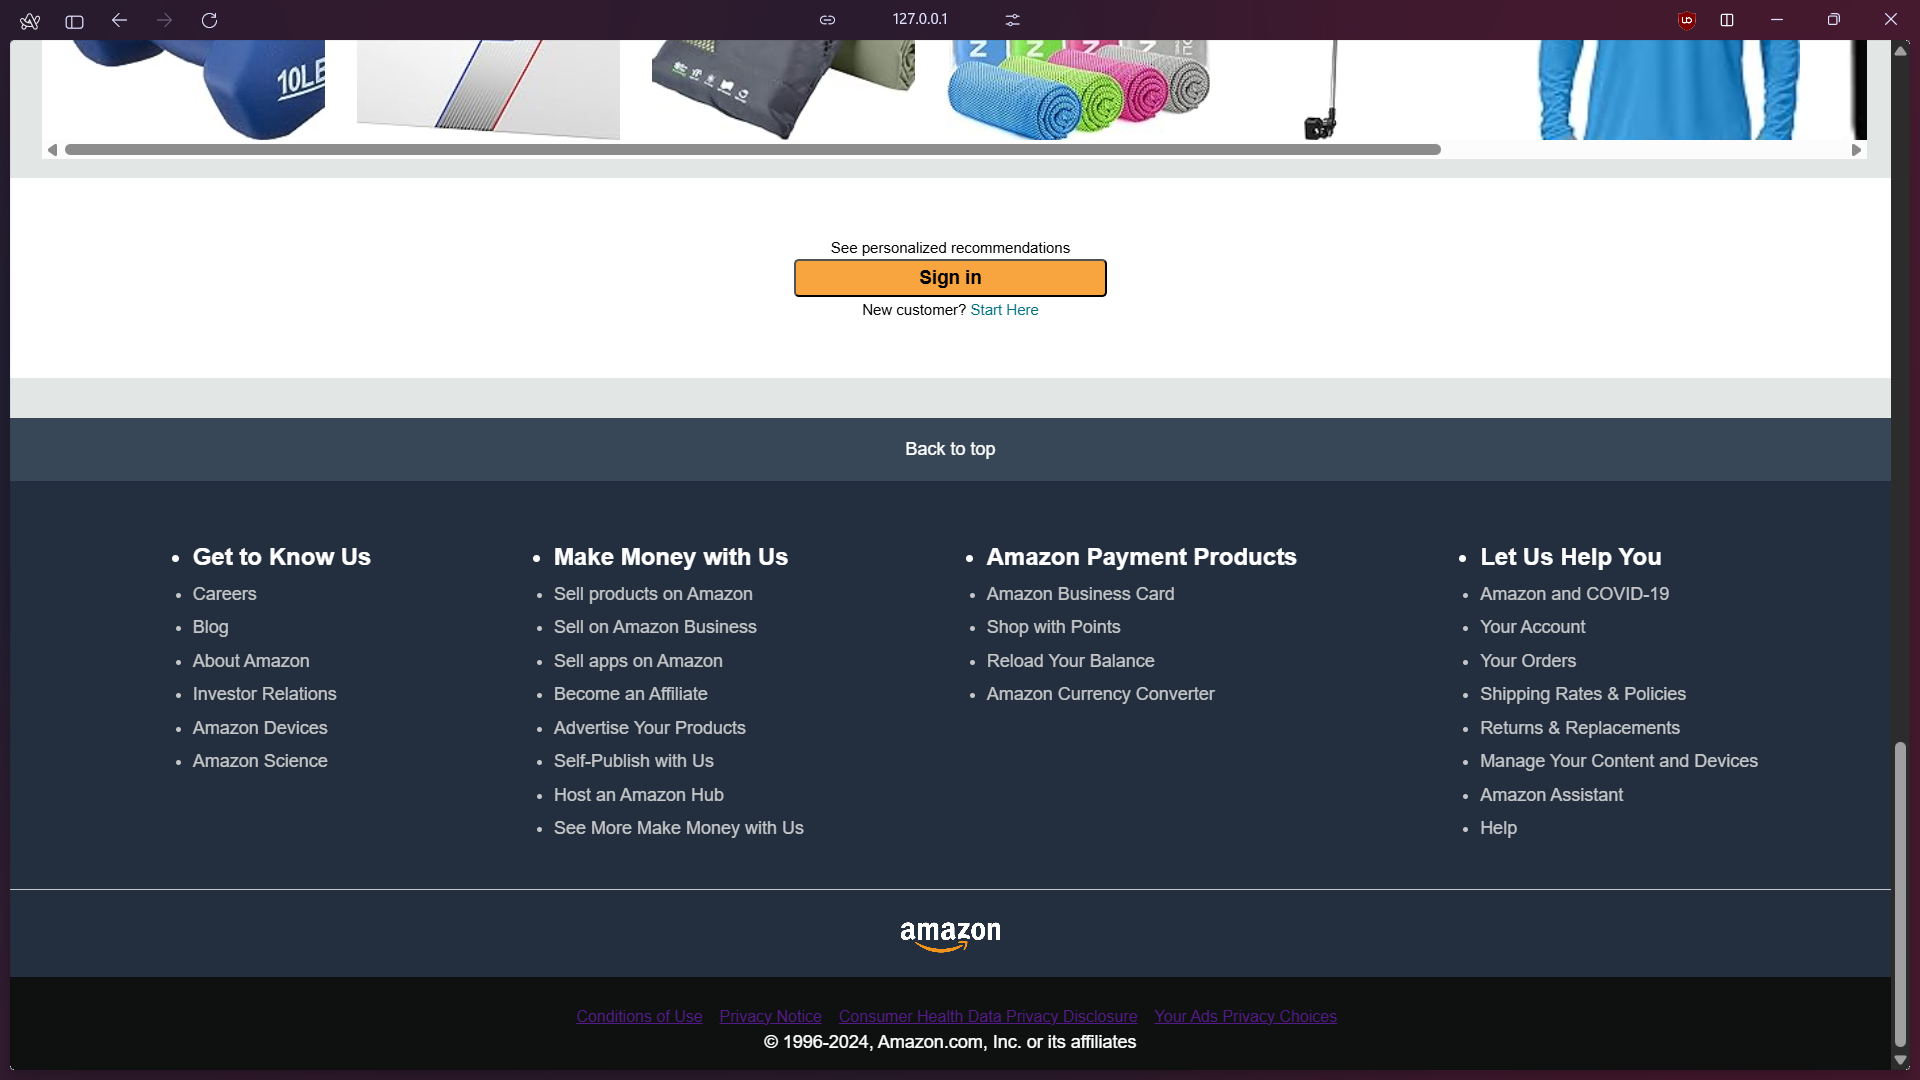 127.0.0.1
10LB
See personalized recommendations
Sign in
New customer? Start Here
Back to top
Get to Know Us
Careers
Blog
About Amazon
Investor Relations
Amazon Devices
Amazon Science
Make Money with Us
Sell products on Amazon
Sell on Amazon Business
Sell apps on Amazon
Become an Affiliate
Advertise Your Products
Self-Publish with Us
Host an Amazon Hub
See More Make Money with Us
Amazon Payment Products
Amazon Business Card
Shop with Points
Reload Your Balance
Amazon Currency Converter
Let Us Help You
Amazon and COVID-19
Your Account
Your Orders
Shipping Rates & Policies
Returns & Replacements
Manage Your Content and Devices
Amazon Assistant
Help
amazon
Conditions of Use Privacy Notice Consumer Health Data Privacy Disclosure Your Ads Privacy Choices
© 1996-2024, Amazon.com, Inc. or its affiliates